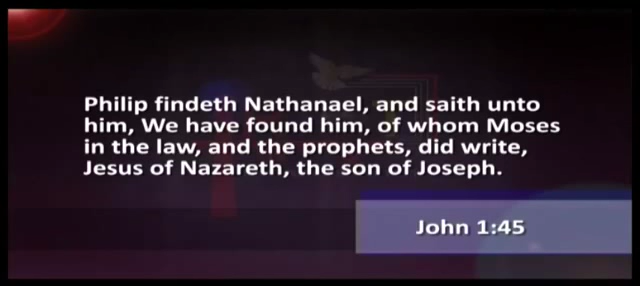 Philip findeth Nathanael, and saith unto
him, We have found him, of whom Moses
in the law, and the prophets, did write,
Jesus of Nazareth, the son of Joseph.
John 1:45